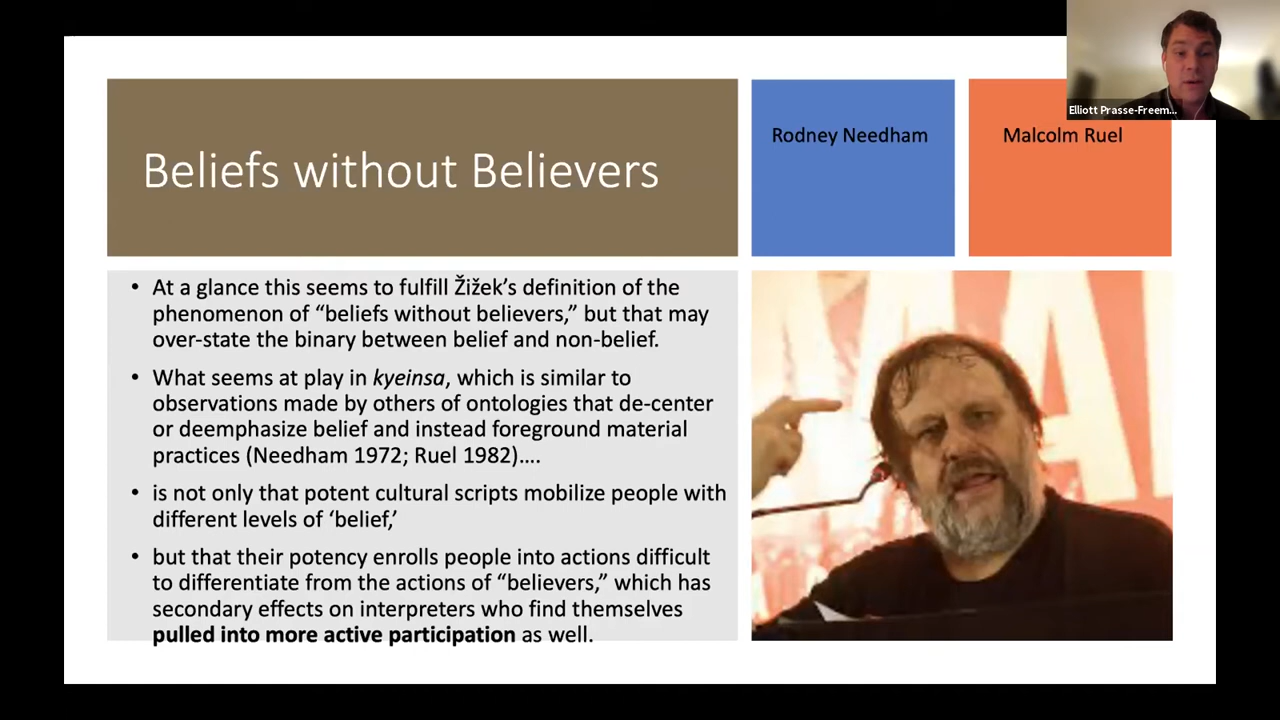 Elliott Prasse-Freem...
Beliefs without Believers
Rodney Needham
Malcolm Ruel
• At a glance this seems to fulfill Žižek’s definition of the
phenomenon of “beliefs without believers,” but that may
over-state the binary between belief and non-belief.
• What seems at play in kyeinsa, which is similar to
observations made by others of ontologies that de-center
or deemphasize belief and instead foreground material
practices (Needham 1972; Ruel 1982)….
• is not only that potent cultural scripts mobilize people with
different levels of ‘belief,’
• but that their potency enrolls people into actions difficult
to differentiate from the actions of “believers,” which has
secondary effects on interpreters who find themselves
pulled into more active participation as well.